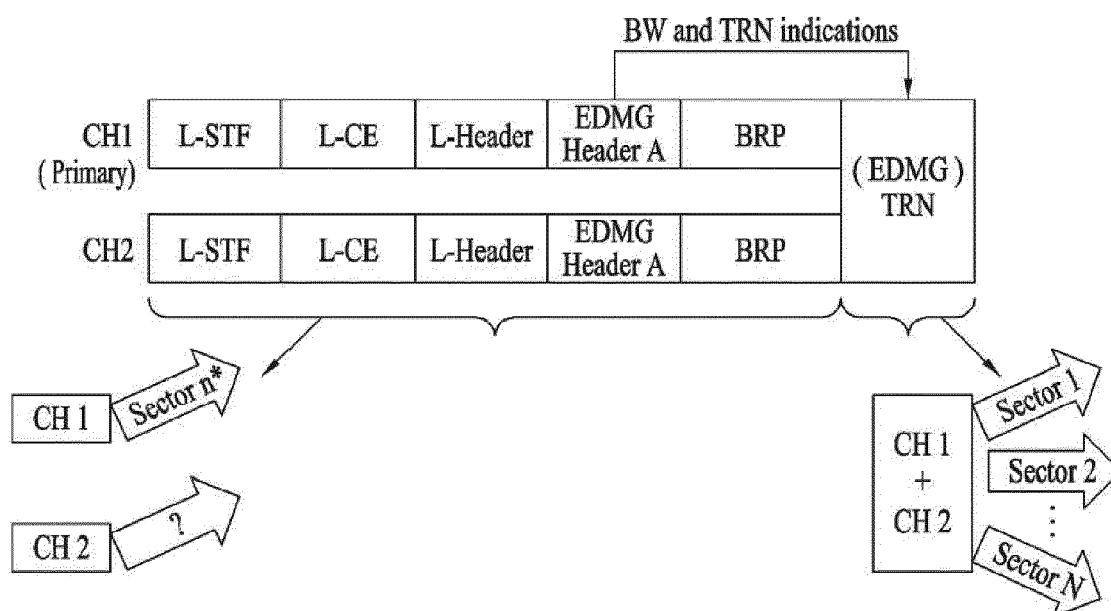 BW and TRN indications
CH1
( Primary)
L-STF
L-CE
L-Header
EDMG
Header A
BRP
( EDMG )
TRN
CH2
L-STF
L-CE
L-Header
EDMG
Header A
BRP
CH 1
Sector n*
CH 2
?
CH 1
+
CH 2
Sector 1
Sector 2
⋮
Sector N